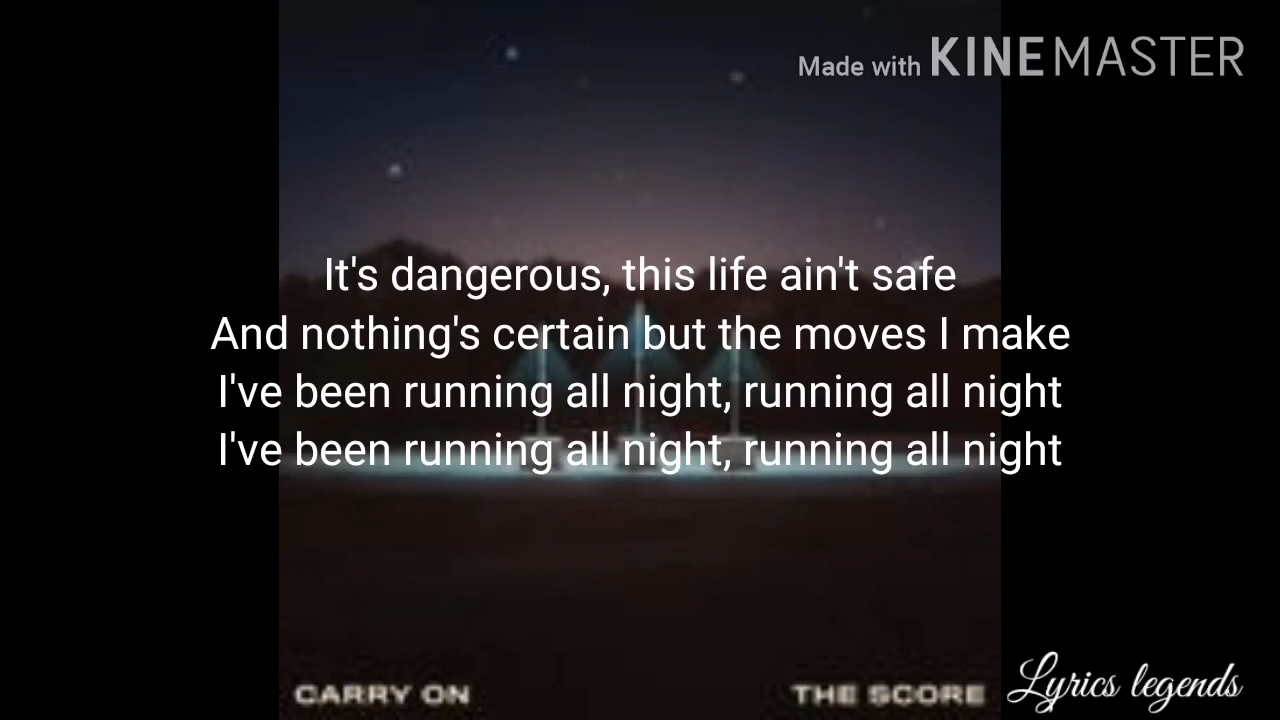 Made with KINEMASTER
It's dangerous, this life ain't safe
And nothing's certain but the moves I make
I've been running all night, running all night
I've been running all night, running all night
CARRY ON
THE SCORE
Lyrics legends